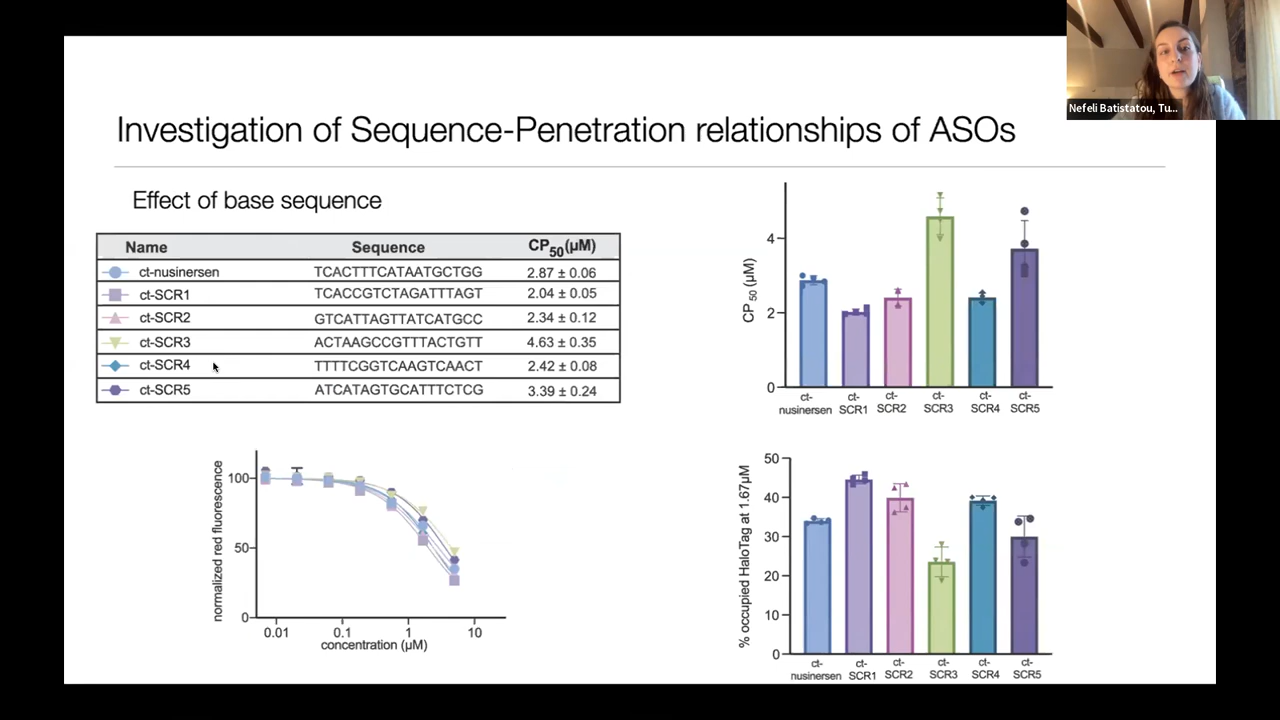 Nefeli Batistatou, Tu...
Investigation of Sequence-Penetration relationships of ASOs
Effect of base sequence
Name Sequence CP50(µM)
ct-nusinersen TCACTTTCATAATGCTGG 2.87 ± 0.06
ct-SCR1 TCACCGTCTAGATTTAGT 2.04 ± 0.05
ct-SCR2 GTCATTAGTTATCATGCC 2.34 ± 0.12
ct-SCR3 ACTAAGCCGTTTACTGTT 4.63 ± 0.35
ct-SCR4 TTTTCGGTCAAGTCAACT 2.42 ± 0.08
ct-SCR5 ATCATAGTGCATTTCTCG 3.39 ± 0.24
CP50 (µM)
4
2
0
ct-nusinersen ct-SCR1 ct-SCR2 ct-SCR3 ct-SCR4 ct-SCR5
normalized red fluorescence
100
50
0
0.01 0.1 1 10
concentration (µM)
% occupied HaloTag at 1.67µM
50
40
30
20
10
0
ct-nusinersen ct-SCR1 ct-SCR2 ct-SCR3 ct-SCR4 ct-SCR5